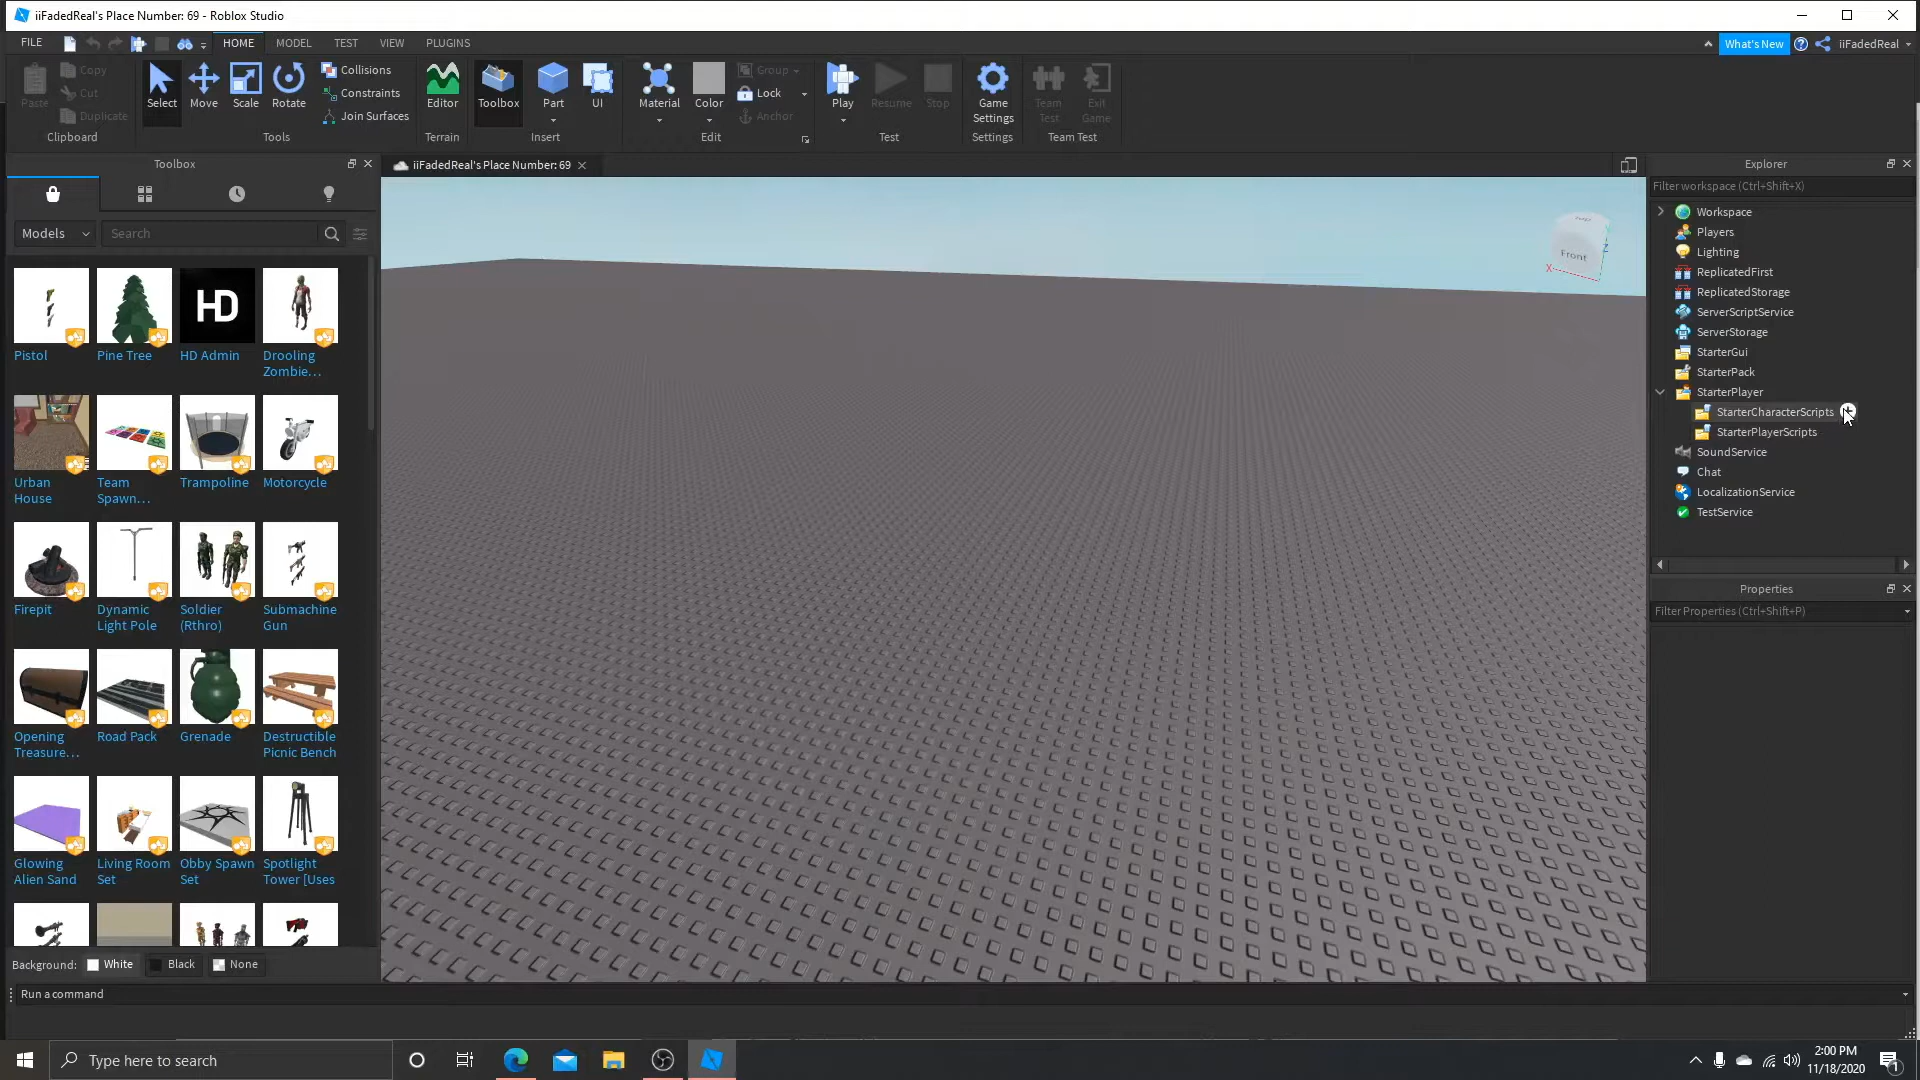 iiFadedReal's Place Number: 69 - Roblox Studio
FILE HOME MODEL TEST VIEW PLUGINS What's New iiFadedReal
Paste Copy Cut Duplicate
Clipboard
Select Move Scale Rotate
Collisions
Constraints
Join Surfaces
Tools
Editor
Terrain
Toolbox Part UI
Insert
Material Color Group Lock Anchor
Edit
Play Resume Stop
Test
Game Settings
Settings
Team Test Exit Game
Team Test
Toolbox
iiFadedReal's Place Number: 69
Models Search
Pistol
Pine Tree
HD
HD Admin
Drooling Zombie...
Urban House
Team Spawn...
Trampoline
Motorcycle
Firepit
Dynamic Light Pole
Soldier (Rthro)
Submachine Gun
Opening Treasure...
Road Pack
Grenade
Destructible Picnic Bench
Glowing Alien Sand
Living Room Set
Obby Spawn Set
Spotlight Tower [Uses
Background: White Black None
Front
X
Z
Explorer
Filter workspace (Ctrl+Shift+X)
Workspace
Players
Lighting
ReplicatedFirst
ReplicatedStorage
ServerScriptService
ServerStorage
StarterGui
StarterPack
StarterPlayer
StarterCharacterScripts
StarterPlayerScripts
SoundService
Chat
LocalizationService
TestService
Properties
Filter Properties (Ctrl+Shift+P)
Run a command
Type here to search
2:00 PM
11/18/2020
1